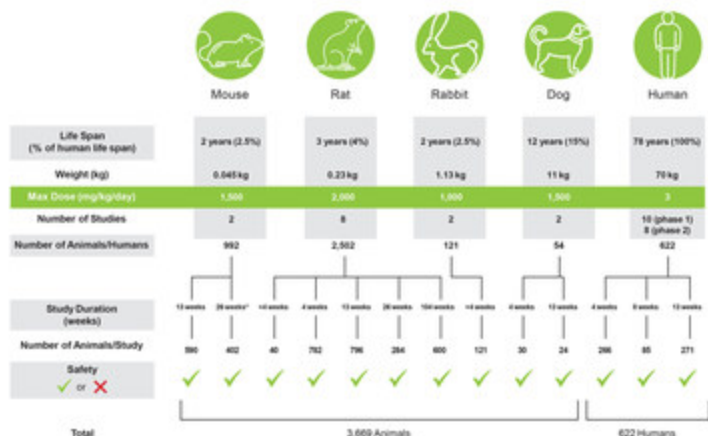 Mouse Rat Rabbit Dog Human
Life Span
(% of human life span)
2 years (2.5%) 3 years (4%) 2 years (2.5%) 12 years (15%) 78 years (100%)
Weight (kg) 0.045 kg 0.23 kg 1.13 kg 11 kg 70 kg
Max Dose (mg/kg/day) 1,500 2,000 1,000 1,500 3
Number of Studies 2 8 2 2 10 (phase 1)
8 (phase 2)
Number of Animals/Humans 992 2,502 121 54 622
Study Duration
(weeks)
13 weeks 26 weeks* <4 weeks 4 weeks 13 weeks 26 weeks 104 weeks <4 weeks 4 weeks 13 weeks 4 weeks 8 weeks 13 weeks
Number of Animals/Study 590 402 40 782 796 284 600 121 30 24 266 85 271
Safety
or
Total 3,669 Animals 622 Humans